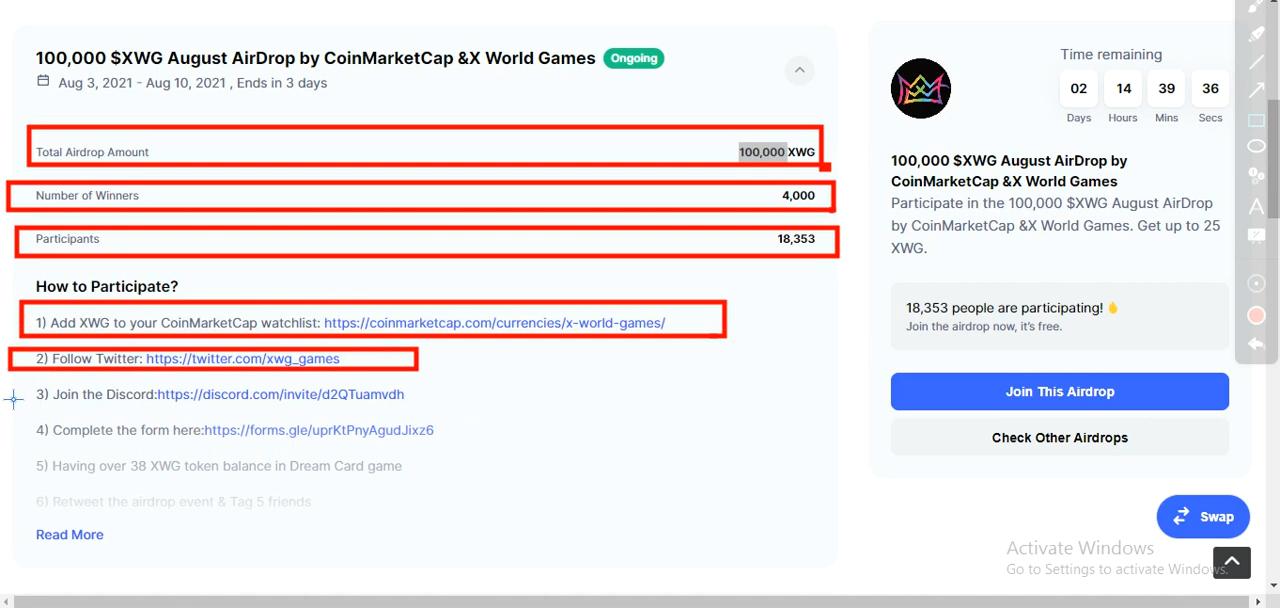 100,000 $XWG August AirDrop by CoinMarketCap &X World Games Ongoing
Aug 3, 2021 - Aug 10, 2021 , Ends in 3 days
Total Airdrop Amount 100,000 XWG
Number of Winners 4,000
Participants 18,353
How to Participate?
1) Add XWG to your CoinMarketCap watchlist: https://coinmarketcap.com/currencies/x-world-games/
2) Follow Twitter: https://twitter.com/xwg_games
3) Join the Discord:https://discord.com/invite/d2QTuamvdh
4) Complete the form here:https://forms.gle/uprKtPnyAgudJixz6
5) Having over 38 XWG token balance in Dream Card game
6) Retweet the airdrop event & Tag 5 friends
Read More
Time remaining
02 14 39 36
Days Hours Mins Secs
100,000 $XWG August AirDrop by
CoinMarketCap &X World Games
Participate in the 100,000 $XWG August AirDrop
by CoinMarketCap &X World Games. Get up to 25
XWG.
18,353 people are participating!
Join the airdrop now, it's free.
Join This Airdrop
Check Other Airdrops
Swap
Activate Windows
Go to Settings to activate Windows.